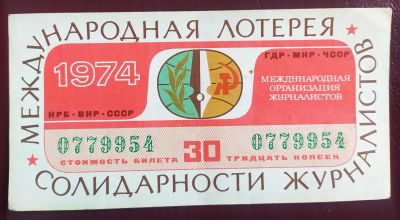 МЕЖДУНАРОДНАЯ ЛОТЕРЕЯ
СОЛИДАРНОСТИ ЖУРНАЛИСТОВ
1974
ГДР · МНР · ЧССР
МЕЖДУНАРОДНАЯ
ОРГАНИЗАЦИЯ
ЖУРНАЛИСТОВ
НРБ · ВНР · СССР
0779954 0779954
СТОИМОСТЬ БИЛЕТА 30 ТРИДЦАТЬ КОПЕЕК